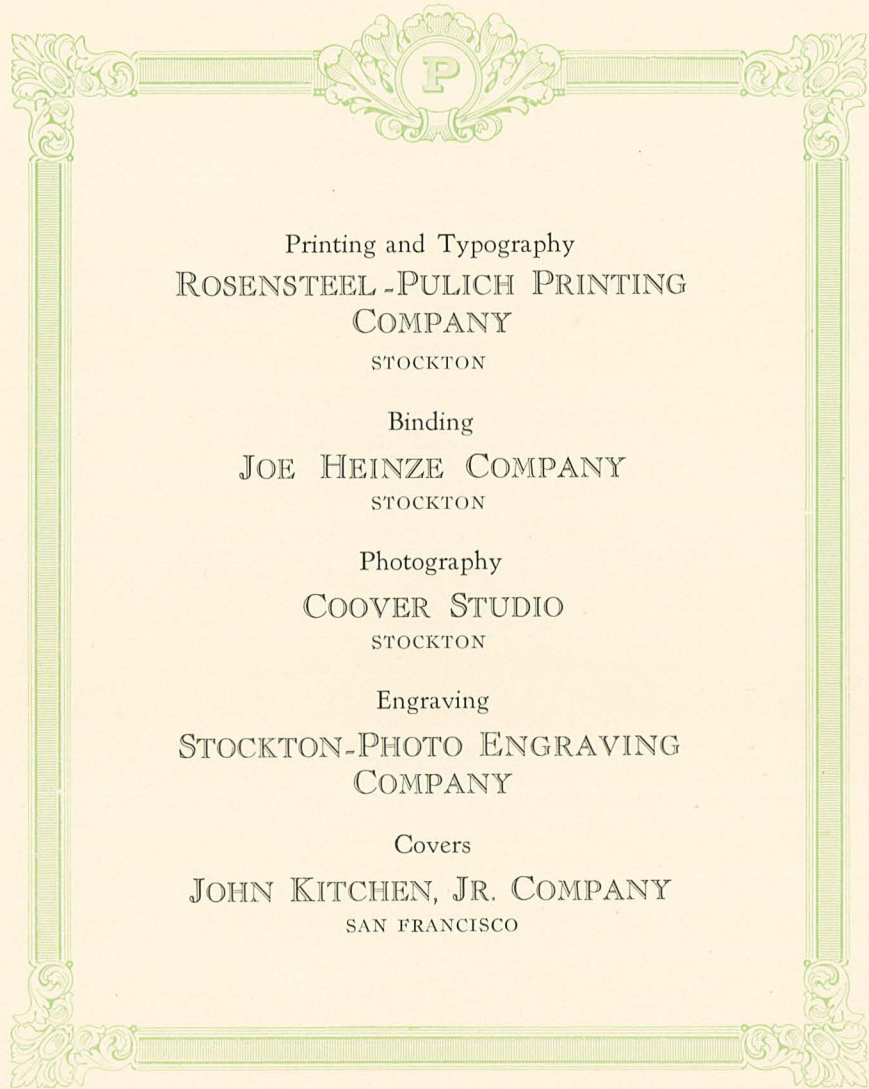 P
Printing and Typography
ROSENSTEEL-PULICH PRINTING
COMPANY
STOCKTON
Binding
JOE HEINZE COMPANY
STOCKTON
Photography
COOVER STUDIO
STOCKTON
Engraving
STOCKTON-PHOTO ENGRAVING
COMPANY
Covers
JOHN KITCHEN, JR. COMPANY
SAN FRANCISCO